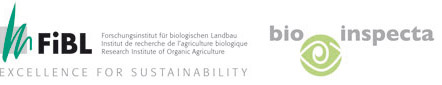 FiBL
Forschungsinstitut für biologischen Landbau
Institut de recherche de l'agriculture biologique
Research Institute of Organic Agriculture
EXCELLENCE FOR SUSTAINABILITY
bio inspecta